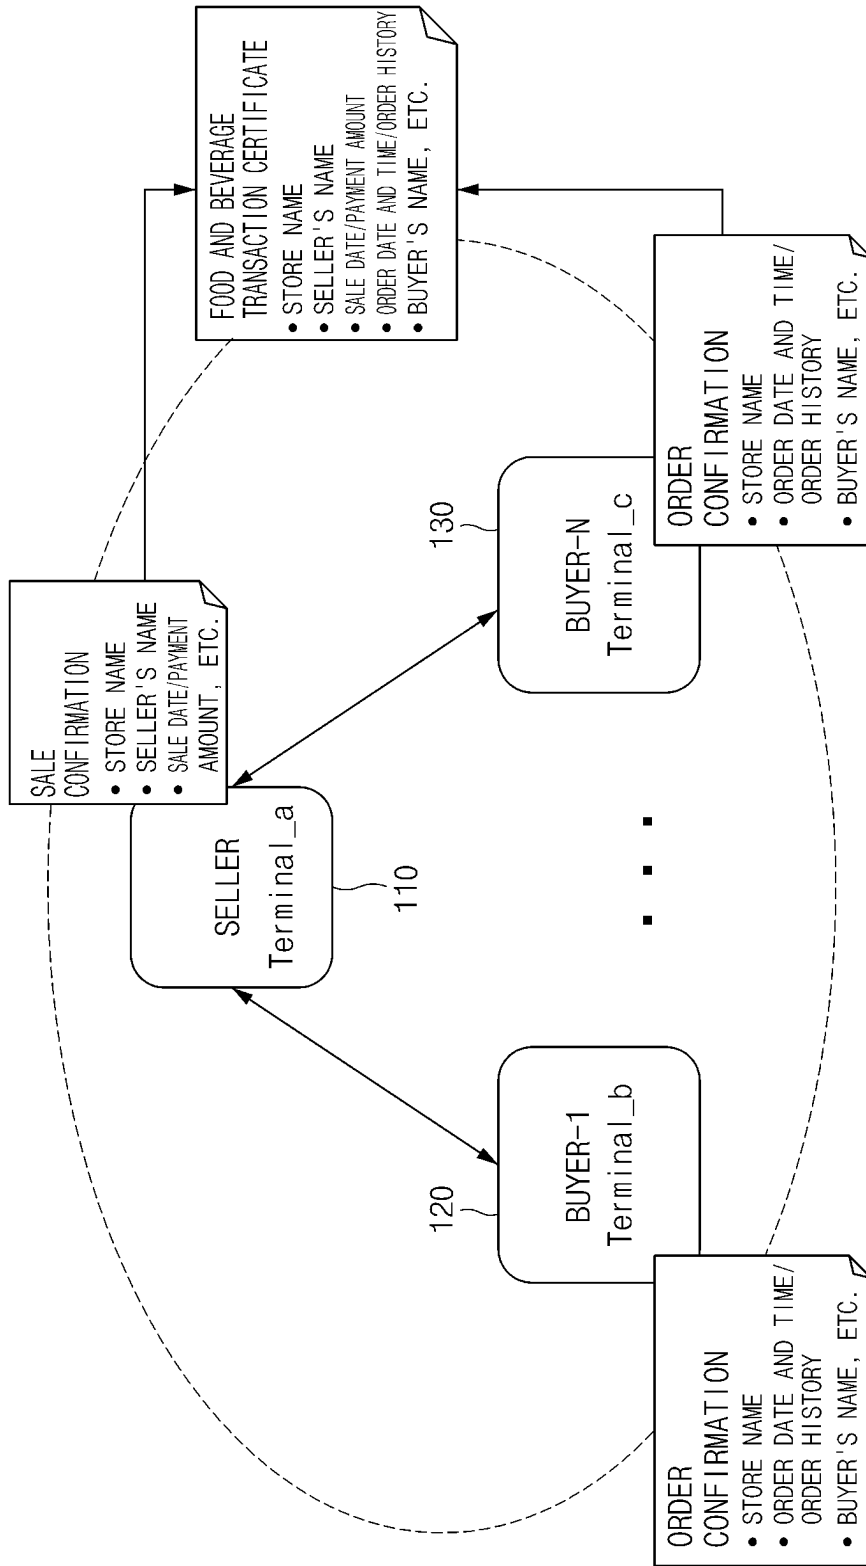 SALE
CONFIRMATION
• STORE NAME
• SELLER'S NAME
• SALE DATE/PAYMENT
AMOUNT, ETC.
FOOD AND BEVERAGE
TRANSACTION CERTIFICATE
• STORE NAME
• SELLER'S NAME
• SALE DATE/PAYMENT AMOUNT
• ORDER DATE AND TIME/ORDER HISTORY
• BUYER'S NAME, ETC.
SELLER
Terminal_a
110
120
BUYER-1
Terminal_b
130
BUYER-N
Terminal_c
ORDER
CONFIRMATION
• STORE NAME
• ORDER DATE AND TIME/
ORDER HISTORY
• BUYER'S NAME, ETC.
ORDER
CONFIRMATION
• STORE NAME
• ORDER DATE AND TIME/
ORDER HISTORY
• BUYER'S NAME, ETC.